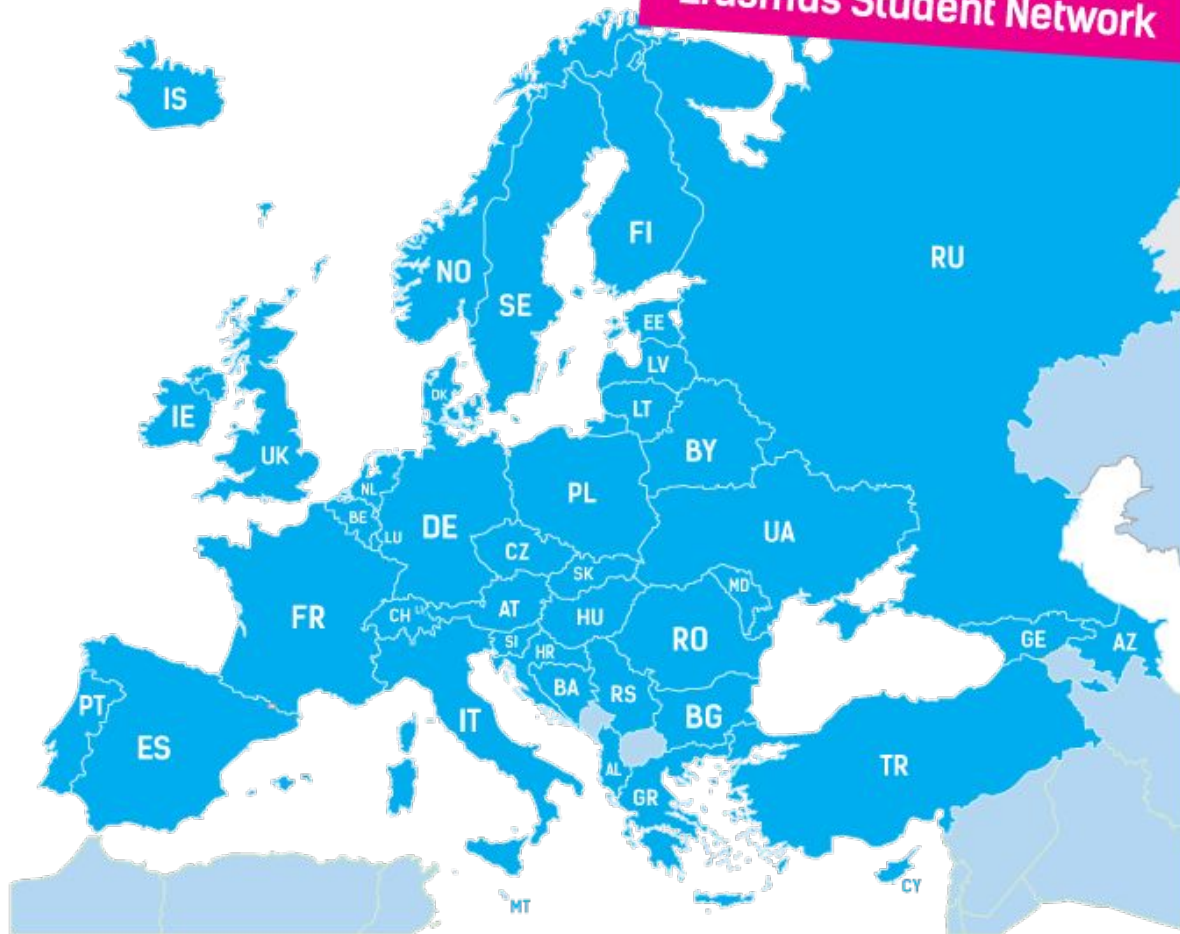 Erasmus Student Network
IS
FI
RU
NO
SE
EE
LV
DK
LT
IE
BY
UK
NL
PL
BE
DE
UA
LU
CZ
SK
MD
AT
CH
LI
FR
HU
RO
SI
HR
GE
AZ
BA
RS
PT
IT
BG
ES
TR
AL
GR
CY
MT